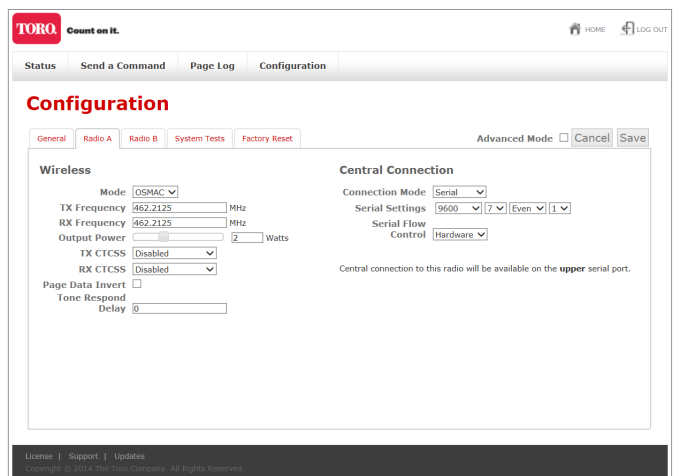 TORO. Count on it.
HOME LOG OUT
Status Send a Command Page Log Configuration
Configuration
General Radio A Radio B System Tests Factory Reset
Advanced Mode Cancel Save
Wireless
Mode OSMAC
TX Frequency 462.2125 MHz
RX Frequency 462.2125 MHz
Output Power 2 Watts
TX CTCSS Disabled
RX CTCSS Disabled
Page Data Invert
Tone Respond
Delay 0
Central Connection
Connection Mode Serial
Serial Settings 9600 7 Even 1
Serial Flow
Control Hardware
Central connection to this radio will be available on the upper serial port.
License | Support | Updates
Copyright © 2014 The Toro Company. All Rights Reserved.